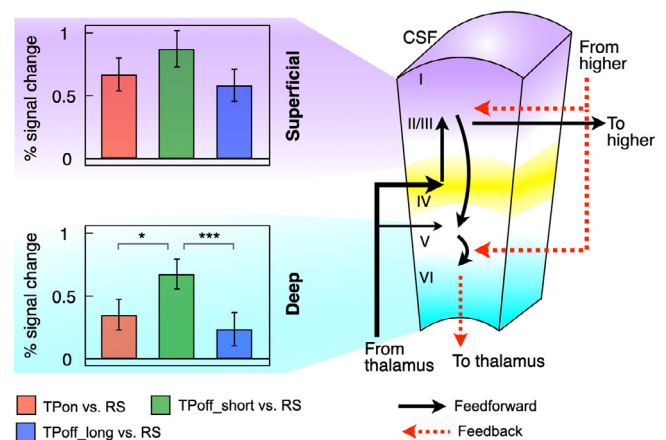 1
0.5
0
% signal change
Superficial
1
0.5
0
% signal change
Deep
*
***
CSF
I
II/III
IV
V
VI
From
higher
To
higher
From
thalamus
To thalamus
TPon vs. RS
TPoff_short vs. RS
TPoff_long vs. RS
Feedforward
Feedback